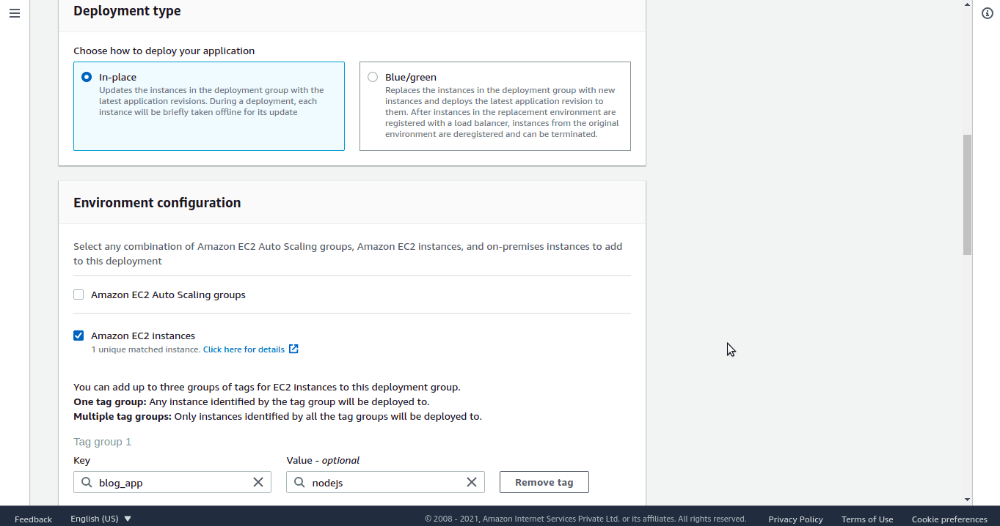 Deployment type
Choose how to deploy your application
In-place
Updates the instances in the deployment group with the
latest application revisions. During a deployment, each
instance will be briefly taken offline for its update
Blue/green
Replaces the instances in the deployment group with new
instances and deploys the latest application revision to
them. After instances in the replacement environment are
registered with a load balancer, instances from the original
environment are deregistered and can be terminated.
Environment configuration
Select any combination of Amazon EC2 Auto Scaling groups, Amazon EC2 instances, and on-premises instances to add
to this deployment
Amazon EC2 Auto Scaling groups
Amazon EC2 instances
1 unique matched instance. Click here for details
You can add up to three groups of tags for EC2 instances to this deployment group.
One tag group: Any instance identified by the tag group will be deployed to.
Multiple tag groups: Only instances identified by all the tag groups will be deployed to.
Tag group 1
Key
Value - optional
blog_app
nodejs
Remove tag
Feedback
English (US)
© 2008 - 2021, Amazon Internet Services Private Ltd. or its affiliates. All rights reserved.
Privacy Policy
Terms of Use
Cookie preferences